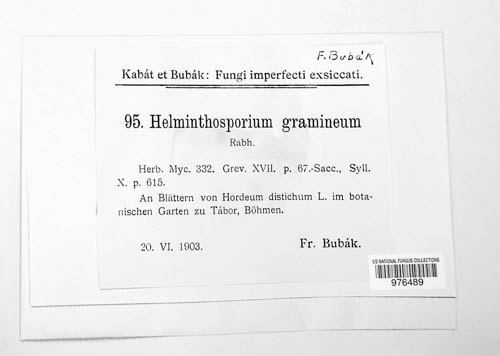 F. Bubák
Kabát et Bubák: Fungi imperfecti exsiccati.
95. Helminthosporium gramineum
Rabh.
Herb. Myc. 332. Grev. XVII. p. 67.-Sacc., Syll.
X. p. 615.
An Blättern von Hordeum distichum L. im bota-
nischen Garten zu Tábor, Böhmen.
20. VI. 1903. Fr. Bubák.
US NATIONAL FUNGUS COLLECTIONS
976489